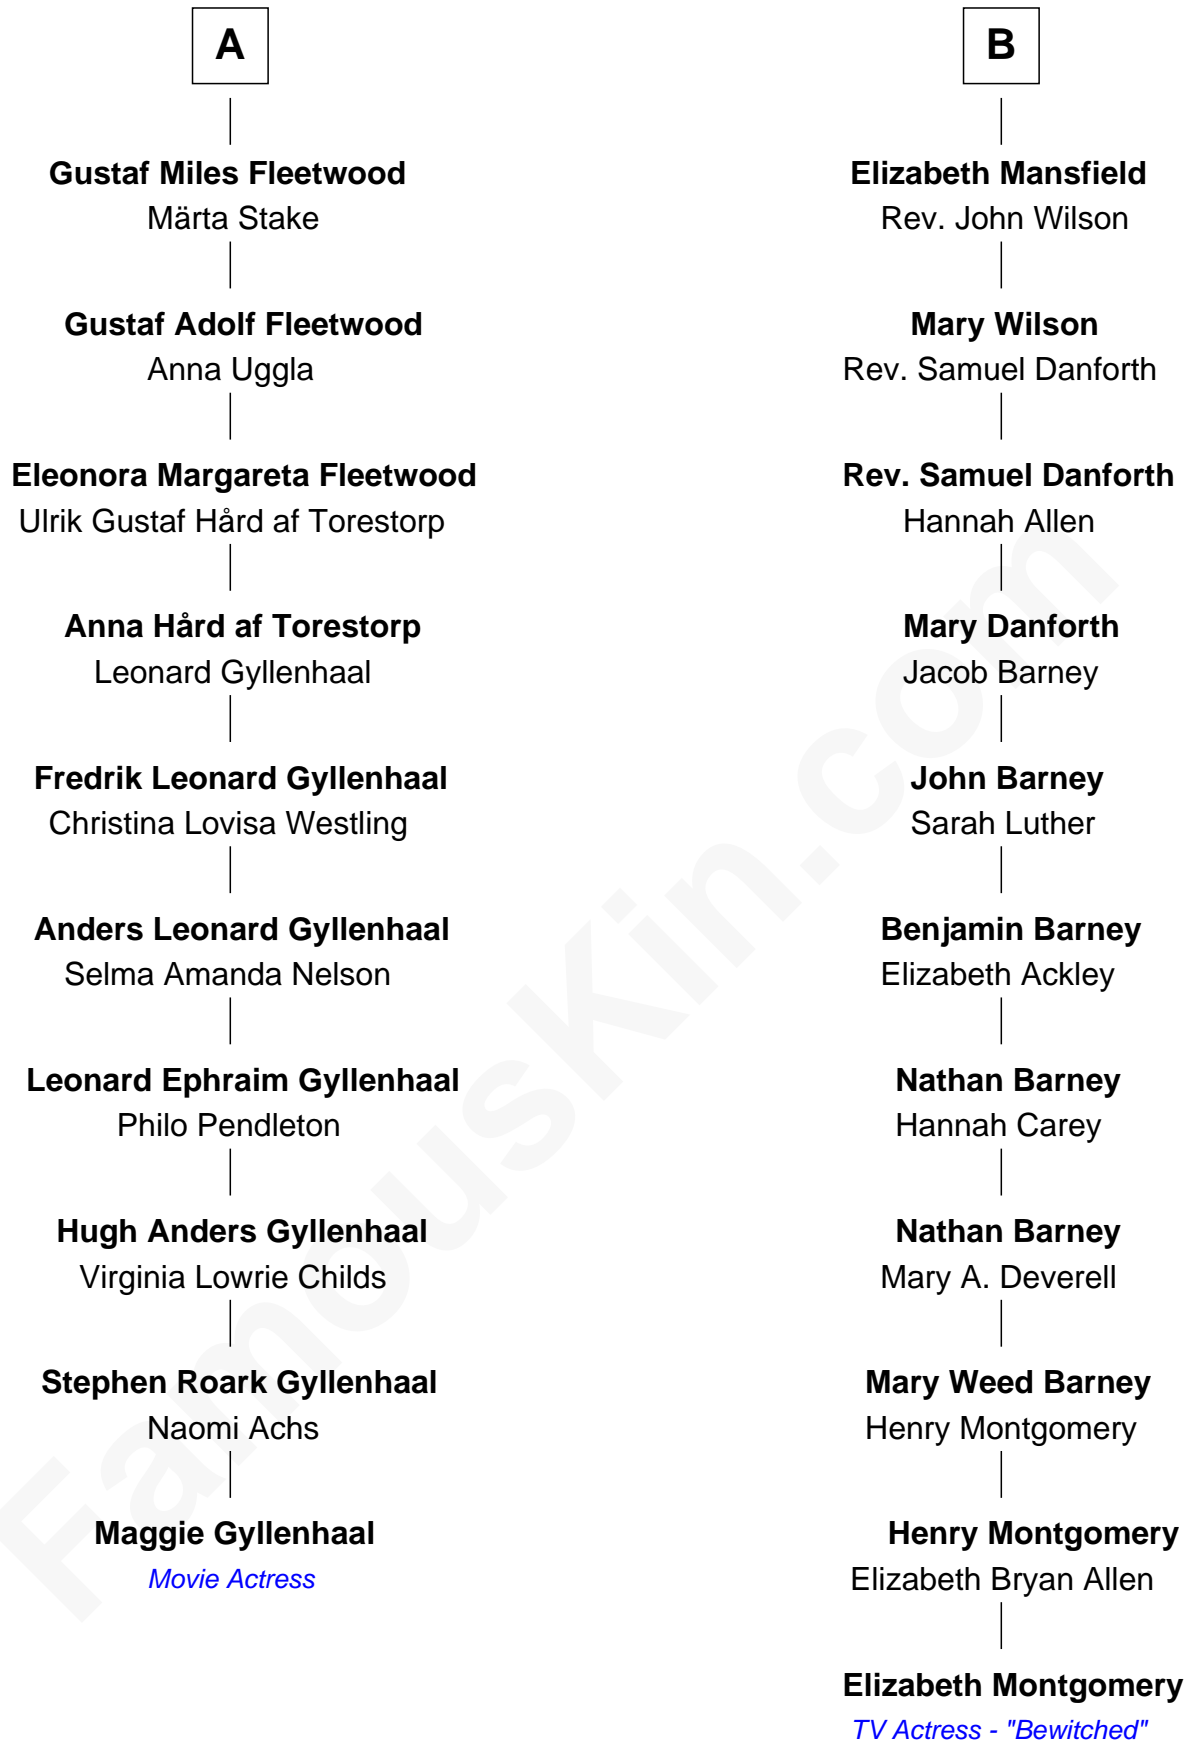 A
Gustaf Miles Fleetwood
Märta Stake
Gustaf Adolf Fleetwood
Anna Uggla
Eleonora Margareta Fleetwood
Ulrik Gustaf Hård af Torestorp
Anna Hård af Torestorp
Leonard Gyllenhaal
Fredrik Leonard Gyllenhaal
Christina Lovisa Westling
Anders Leonard Gyllenhaal
Selma Amanda Nelson
Leonard Ephraim Gyllenhaal
Philo Pendleton
Hugh Anders Gyllenhaal
Virginia Lowrie Childs
Stephen Roark Gyllenhaal
Naomi Achs
Maggie Gyllenhaal
Movie Actress
B
Elizabeth Mansfield
Rev. John Wilson
Mary Wilson
Rev. Samuel Danforth
Rev. Samuel Danforth
Hannah Allen
Mary Danforth
Jacob Barney
John Barney
Sarah Luther
Benjamin Barney
Elizabeth Ackley
Nathan Barney
Hannah Carey
Nathan Barney
Mary A. Deverell
Mary Weed Barney
Henry Montgomery
Henry Montgomery
Elizabeth Bryan Allen
Elizabeth Montgomery
TV Actress - "Bewitched"
FamousKin.com